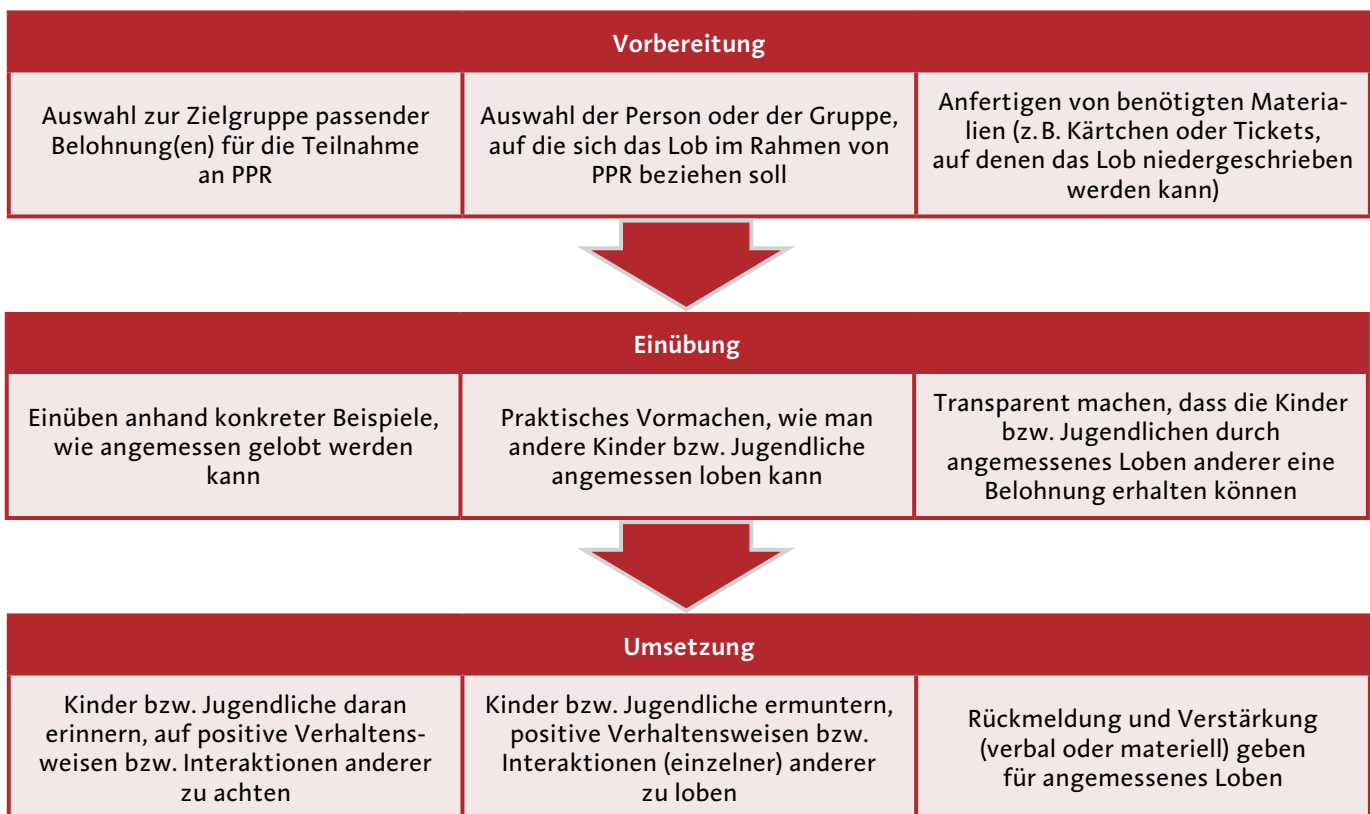 Vorbereitung
Auswahl zur Zielgruppe passender
Belohnung(en) für die Teilnahme
an PPR
Auswahl der Person oder der Gruppe,
auf die sich das Lob im Rahmen von
PPR beziehen soll
Anfertigen von benötigten Materia-
lien (z. B. Kärtchen oder Tickets,
auf denen das Lob niedergeschrieben
werden kann)
Einübung
Einüben anhand konkreter Beispiele,
wie angemessen gelobt werden
kann
Praktisches Vormachen, wie man
andere Kinder bzw. Jugendliche
angemessen loben kann
Transparent machen, dass die Kinder
bzw. Jugendlichen durch
angemessenes Loben anderer eine
Belohnung erhalten können
Umsetzung
Kinder bzw. Jugendliche daran
erinnern, auf positive Verhaltens-
weisen bzw. Interaktionen anderer
zu achten
Kinder bzw. Jugendliche ermuntern,
positive Verhaltensweisen bzw.
Interaktionen (einzelner) anderer
zu loben
Rückmeldung und Verstärkung
(verbal oder materiell) geben
für angemessenes Loben